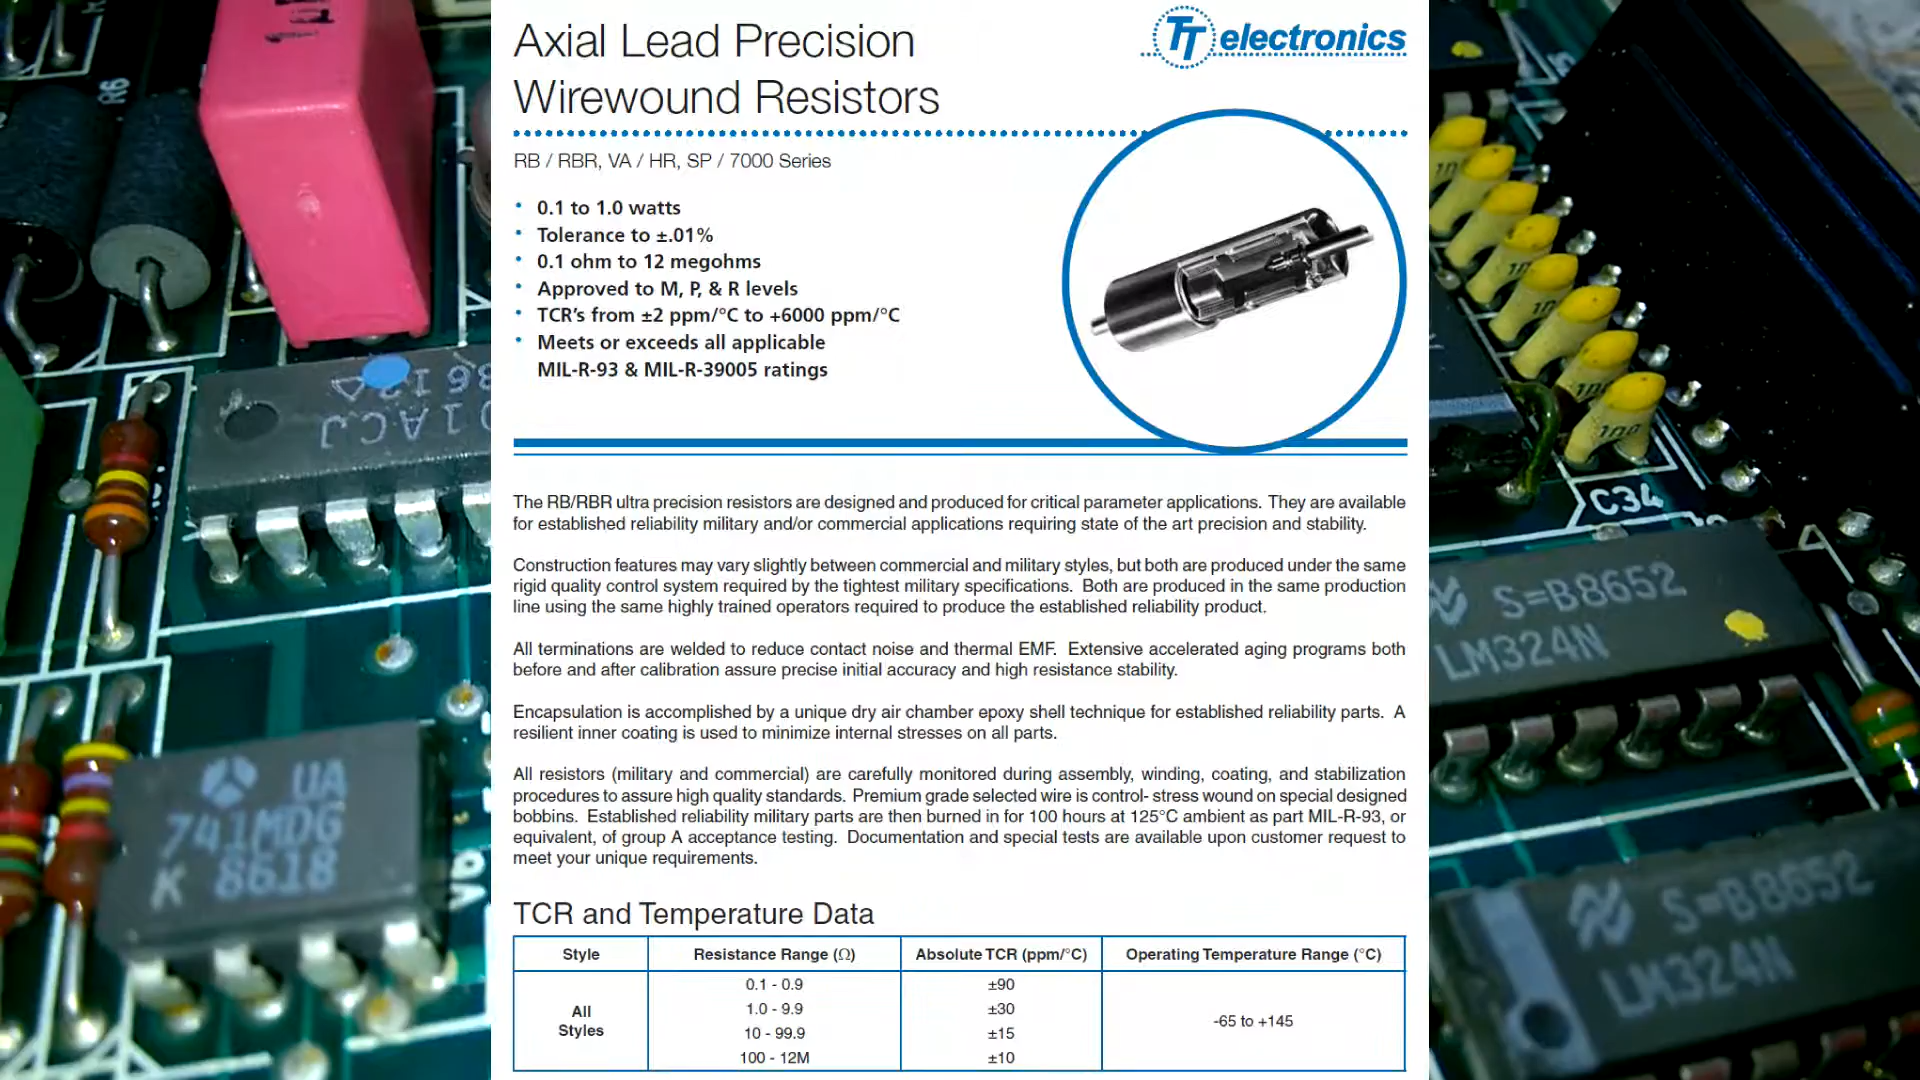 Axial Lead Precision
Wirewound Resistors
TT electronics
RB / RBR, VA / HR, SP / 7000 Series
• 0.1 to 1.0 watts
• Tolerance to ±.01%
• 0.1 ohm to 12 megohms
• Approved to M, P, & R levels
• TCR’s from ±2 ppm/°C to +6000 ppm/°C
• Meets or exceeds all applicable
MIL-R-93 & MIL-R-39005 ratings
The RB/RBR ultra precision resistors are designed and produced for critical parameter applications. They are available
for established reliability military and/or commercial applications requiring state of the art precision and stability.
Construction features may vary slightly between commercial and military styles, but both are produced under the same
rigid quality control system required by the tightest military specifications. Both are produced in the same production
line using the same highly trained operators required to produce the established reliability product.
All terminations are welded to reduce contact noise and thermal EMF. Extensive accelerated aging programs both
before and after calibration assure precise initial accuracy and high resistance stability.
Encapsulation is accomplished by a unique dry air chamber epoxy shell technique for established reliability parts. A
resilient inner coating is used to minimize internal stresses on all parts.
All resistors (military and commercial) are carefully monitored during assembly, winding, coating, and stabilization
procedures to assure high quality standards. Premium grade selected wire is control- stress wound on special designed
bobbins. Established reliability military parts are then burned in for 100 hours at 125°C ambient as part MIL-R-93, or
equivalent, of group A acceptance testing. Documentation and special tests are available upon customer request to
meet your unique requirements.
TCR and Temperature Data
Style Resistance Range (Ω) Absolute TCR (ppm/°C) Operating Temperature Range (°C)
All Styles
0.1 - 0.9 ±90
1.0 - 9.9 ±30
10 - 99.9 ±15
100 - 12M ±10
-65 to +145
R6
UA
741MDG
K 8618
C34
S=B8652
LM324N
S=B8652
LM324N